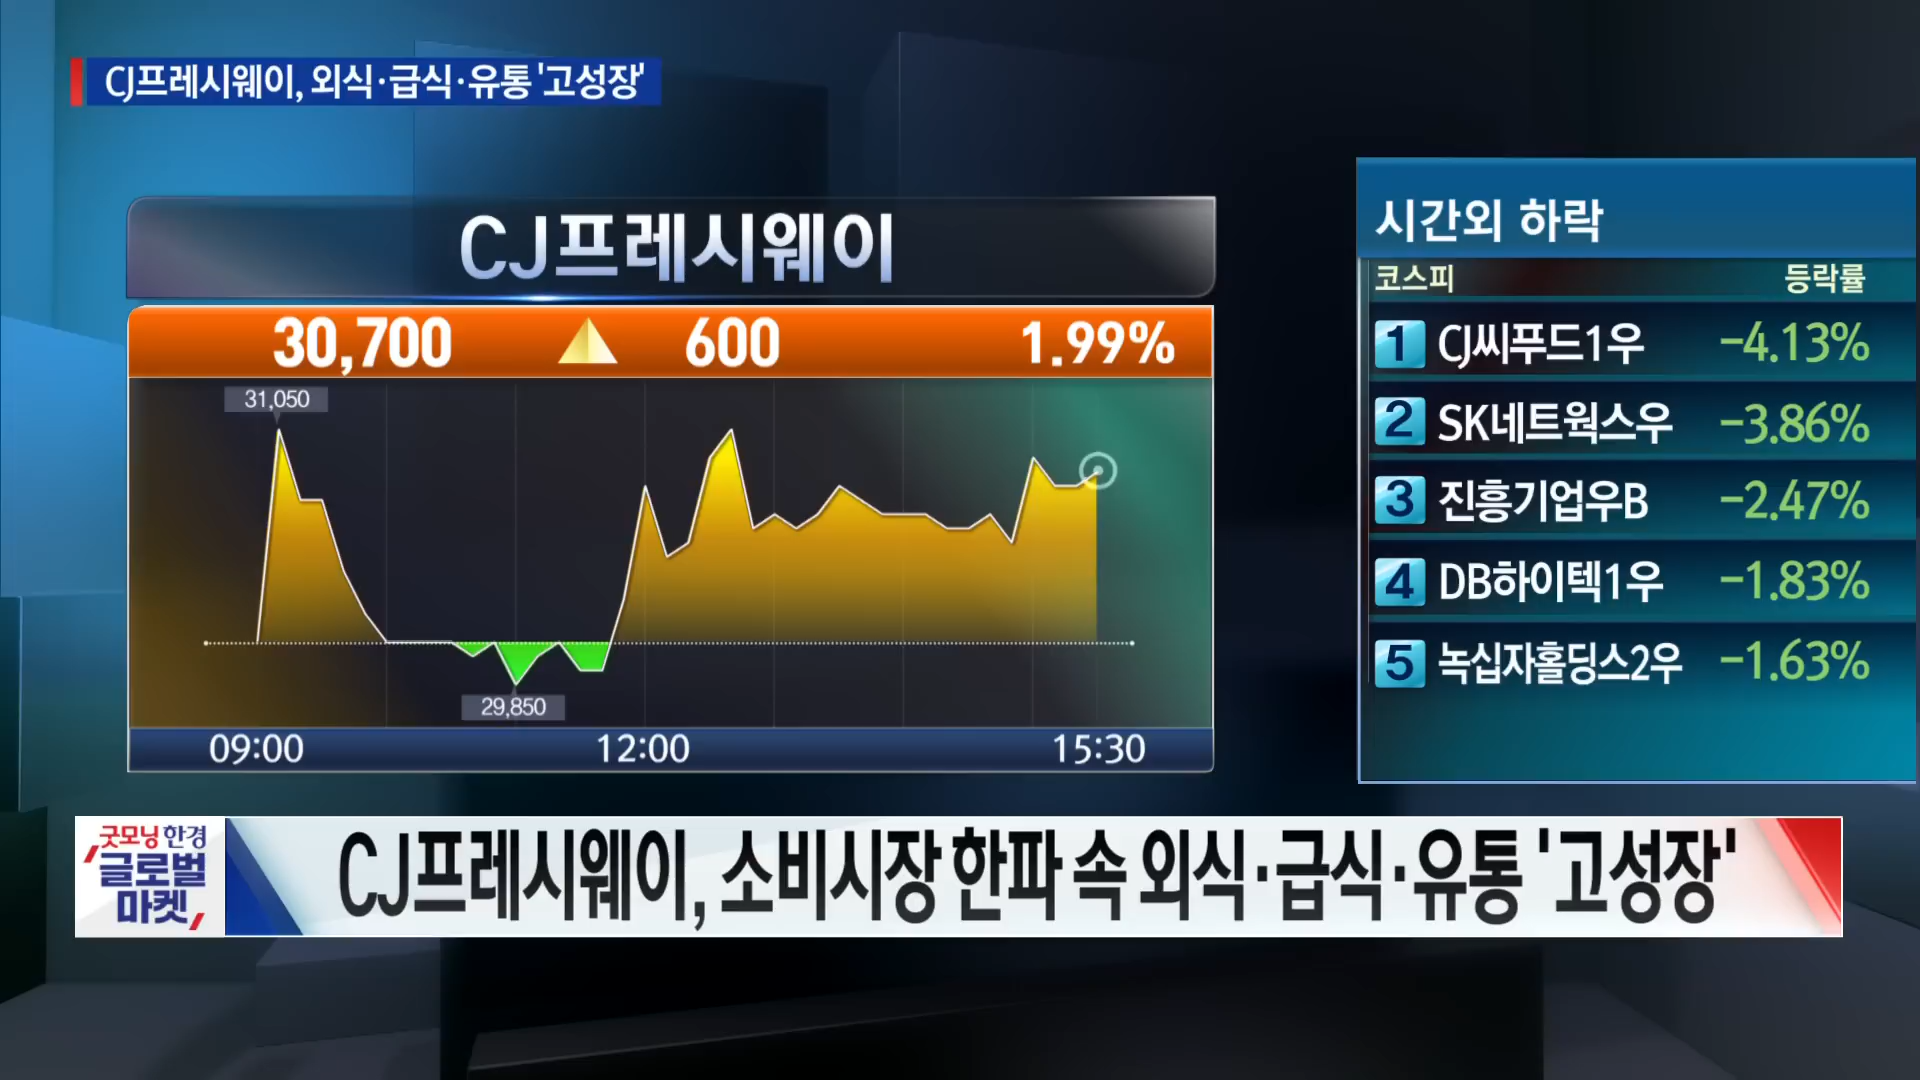 CJ프레시웨이, 외식·급식·유통 '고성장'
CJ프레시웨이
30,700 ▲ 600 1.99%
31,050
29,850
09:00 12:00 15:30
시간외 하락
코스피 등락률
1 CJ씨푸드1우 -4.13%
2 SK네트웍스우 -3.86%
3 진흥기업우B -2.47%
4 DB하이텍1우 -1.83%
5 녹십자홀딩스2우 -1.63%
굿모닝 한경
글로벌
마켓
CJ프레시웨이, 소비시장 한파 속 외식·급식·유통 '고성장'